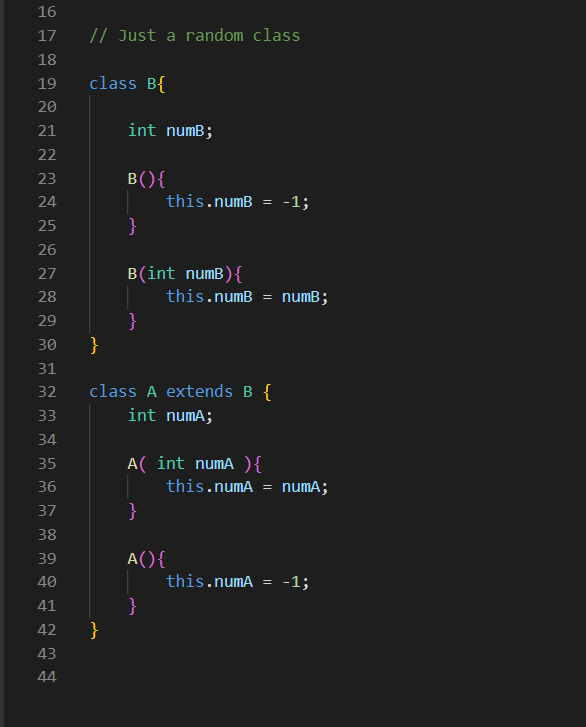 16
17 // Just a random class
18
19 class B{
20
21     int numB;
22
23     B(){
24         this.numB = -1;
25     }
26
27     B(int numB){
28         this.numB = numB;
29     }
30 }
31
32 class A extends B {
33     int numA;
34
35     A( int numA ){
36         this.numA = numA;
37     }
38
39     A(){
40         this.numA = -1;
41     }
42 }
43
44